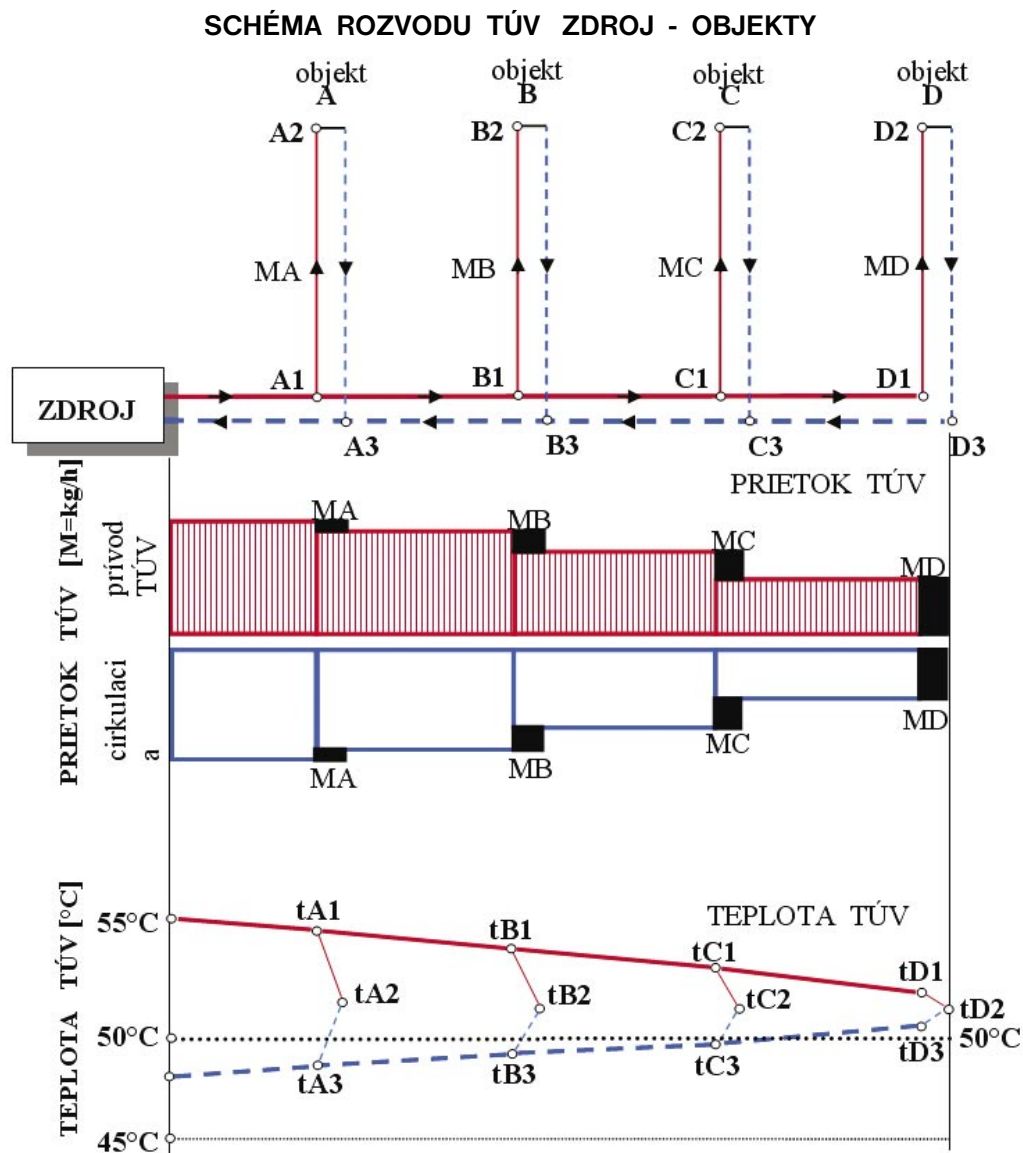 SCHÉMA ROZVODU TÚV ZDROJ - OBJEKTY
objekt
A
objekt
B
objekt
C
objekt
D
A2
B2
C2
D2
MA
MB
MC
MD
A1
B1
C1
D1
ZDROJ
A3
B3
C3
D3
PRIETOK TÚV
PRIETOK TÚV [M=kg/h]
prívod
TÚV
MA
MB
MC
MD
cirkulaci
a
MA
MB
MC
MD
TEPLOTA TÚV [°C]
TEPLOTA TÚV
55°C
tA1
tB1
tC1
tD1
tA2
tB2
tC2
tD2
50°C
50°C
tA3
tB3
tC3
tD3
45°C